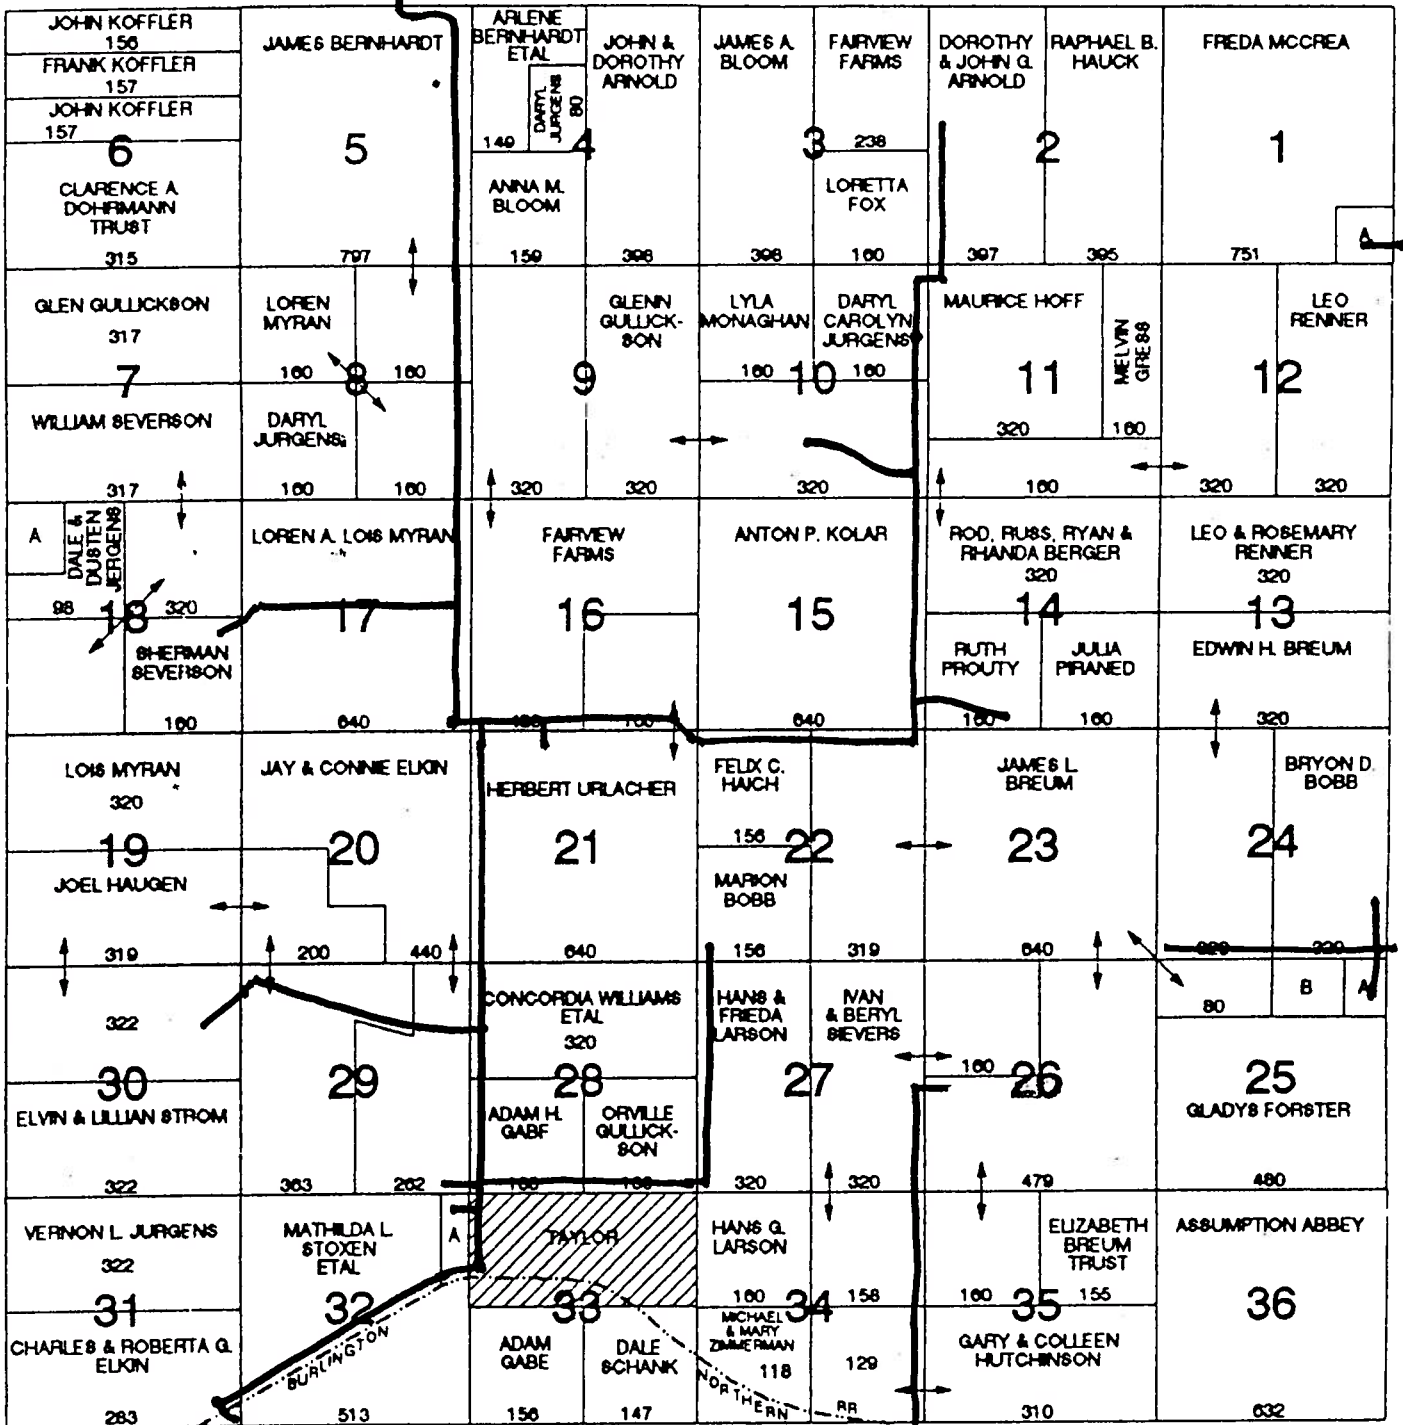 JOHN KOFFLER
156
FRANK KOFFLER
157
JOHN KOFFLER
157
6
CLARENCE A.
DOHRMANN
TRUST
315
JAMES BERNHARDT
5
797
ARLENE
BERNHARDT
ETAL
DARYL
JURGENS
80
149
4
ANNA M.
BLOOM
159
JOHN &
DOROTHY
ARNOLD
398
JAMES A.
BLOOM
3
398
FAIRVIEW
FARMS
238
LORETTA
FOX
160
DOROTHY
& JOHN G.
ARNOLD
2
397
RAPHAEL B.
HAUCK
395
FREDA MCCREA
1
A
751
GLEN GULLICKSON
317
7
WILLIAM SEVERSON
317
LOREN
MYRAN
160
8
160
DARYL
JURGENS
160
160
9
320
GLENN
GULLICK-
SON
320
LYLA
MONAGHAN
160
10
DARYL
CAROLYN
JURGENS
160
320
MAURICE HOFF
11
320
MELVIN
GRESS
160
160
12
320
LEO
RENNER
320
A
DALE &
DUSTEN
JERGENS
98
18
320
SHERMAN
SEVERSON
160
LOREN A. LOIS MYRAN
17
640
FAIRVIEW
FARMS
16
160
ANTON P. KOLAR
15
640
ROD, RUSS, RYAN &
RHANDA BERGER
320
14
RUTH
PROUTY
160
JULIA
PIRANED
160
LEO & ROSEMARY
RENNER
320
13
EDWIN H. BREUM
320
LOIS MYRAN
320
19
JOEL HAUGEN
319
JAY & CONNIE ELKIN
20
200
440
HERBERT URLACHER
21
640
FELIX C.
HAICH
156
22
MARION
BOBB
156
319
JAMES L.
BREUM
23
640
24
320
BRYON D.
BOBB
320
322
30
ELVIN & LILLIAN STROM
322
29
363
262
CONCORDIA WILLIAMS
ETAL
320
28
ADAM H.
GABF
160
ORVILLE
GULLICK-
SON
160
HANS &
FRIEDA
LARSON
27
320
IVAN
& BERYL
SIEVERS
320
160
26
479
80
B
A
25
GLADYS FORSTER
480
VERNON L. JURGENS
322
31
CHARLES & ROBERTA G.
ELKIN
283
MATHILDA L.
STOXEN
ETAL
A
32
BURLINGTON
513
TAYLOR
33
ADAM
GABE
156
DALE
SCHANK
147
HANS G.
LARSON
160
34
158
MICHAEL
& MARY
ZIMMERMAN
118
129
NORTHERN
RR
160
35
ELIZABETH
BREUM
TRUST
155
GARY & COLLEEN
HUTCHINSON
310
ASSUMPTION ABBEY
36
632